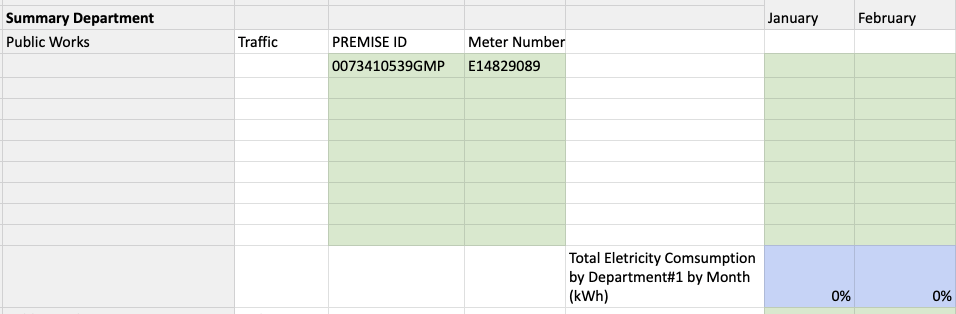 Summary Department January February
Public Works Traffic PREMISE ID Meter Number
0073410539GMP E14829089
Total Eletricity Comsumption
by Department#1 by Month
(kWh) 0% 0%